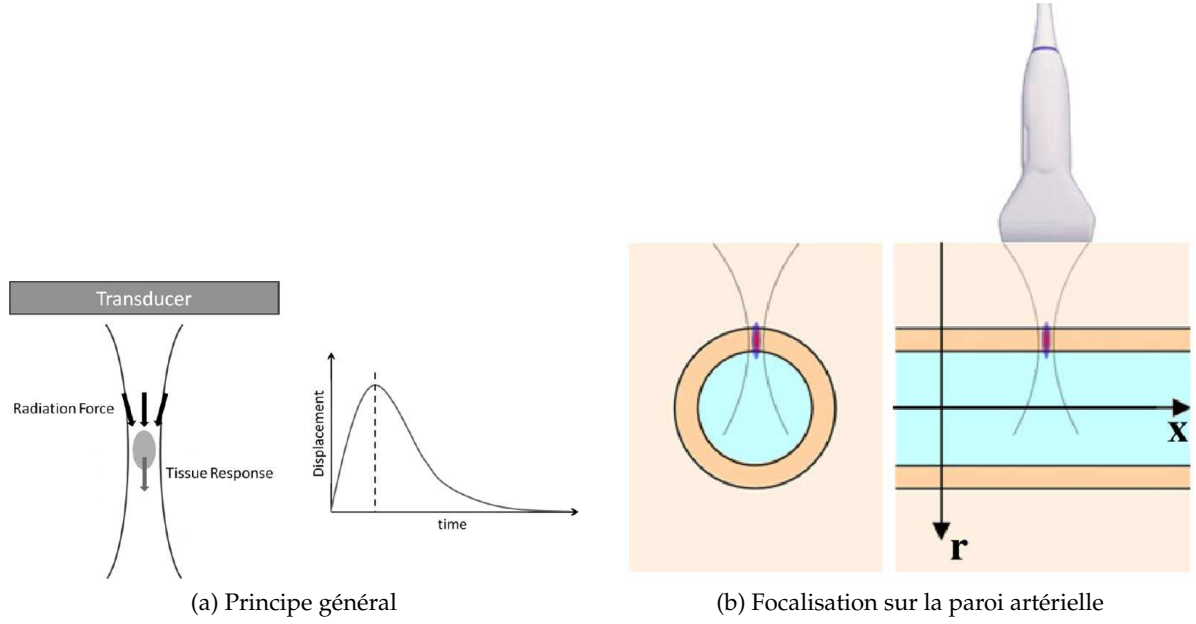 Transducer
Radiation Force
Tissue Response
Displacement
time
x
r
(a) Principe général
(b) Focalisation sur la paroi artérielle